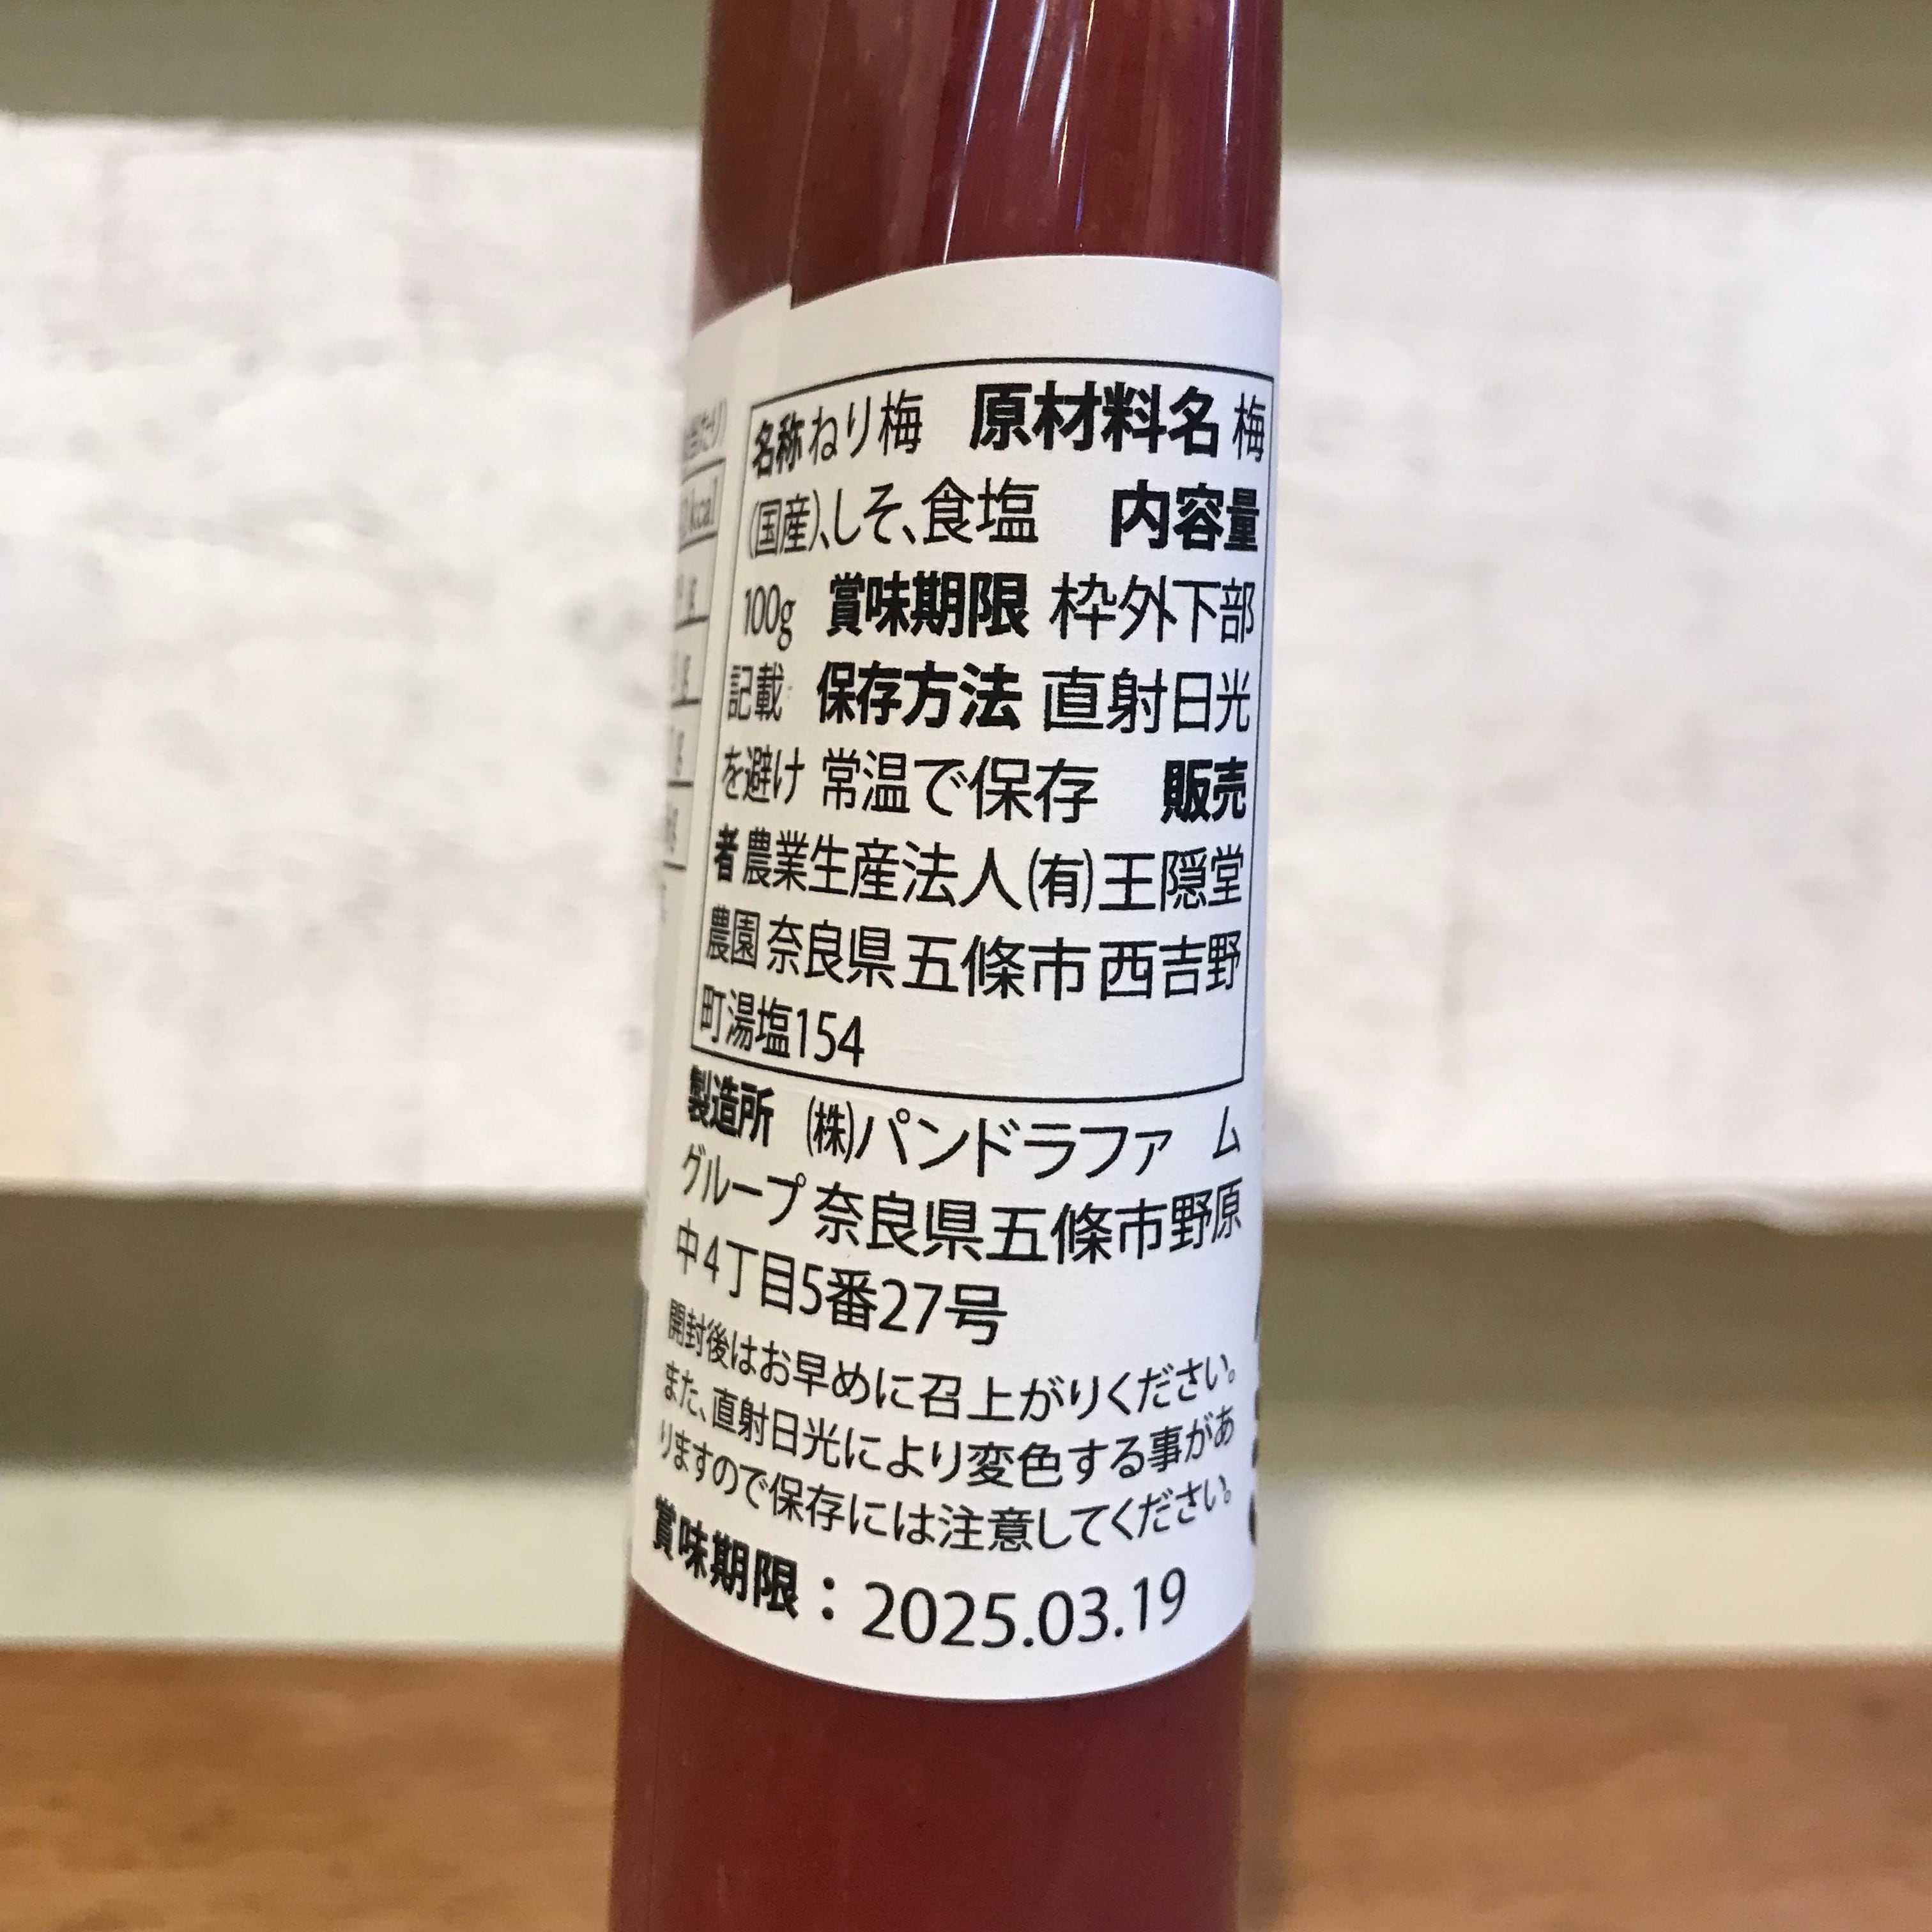 名称 ねり梅 原材料名 梅
(国産)、しそ、食塩 内容量
100g 賞味期限 枠外下部
記載 保存方法 直射日光
を避け 常温で保存 販売
者 農業生産法人(有)王隠堂
農園 奈良県五條市西吉野
町湯塩154
製造所 (株)パンドラファーム
グループ 奈良県五條市野原
中4丁目5番27号
開封後はお早めに召上がりください。
また、直射日光により変色する事があ
りますので保存には注意してください。
賞味期限：2025.03.19
kcal